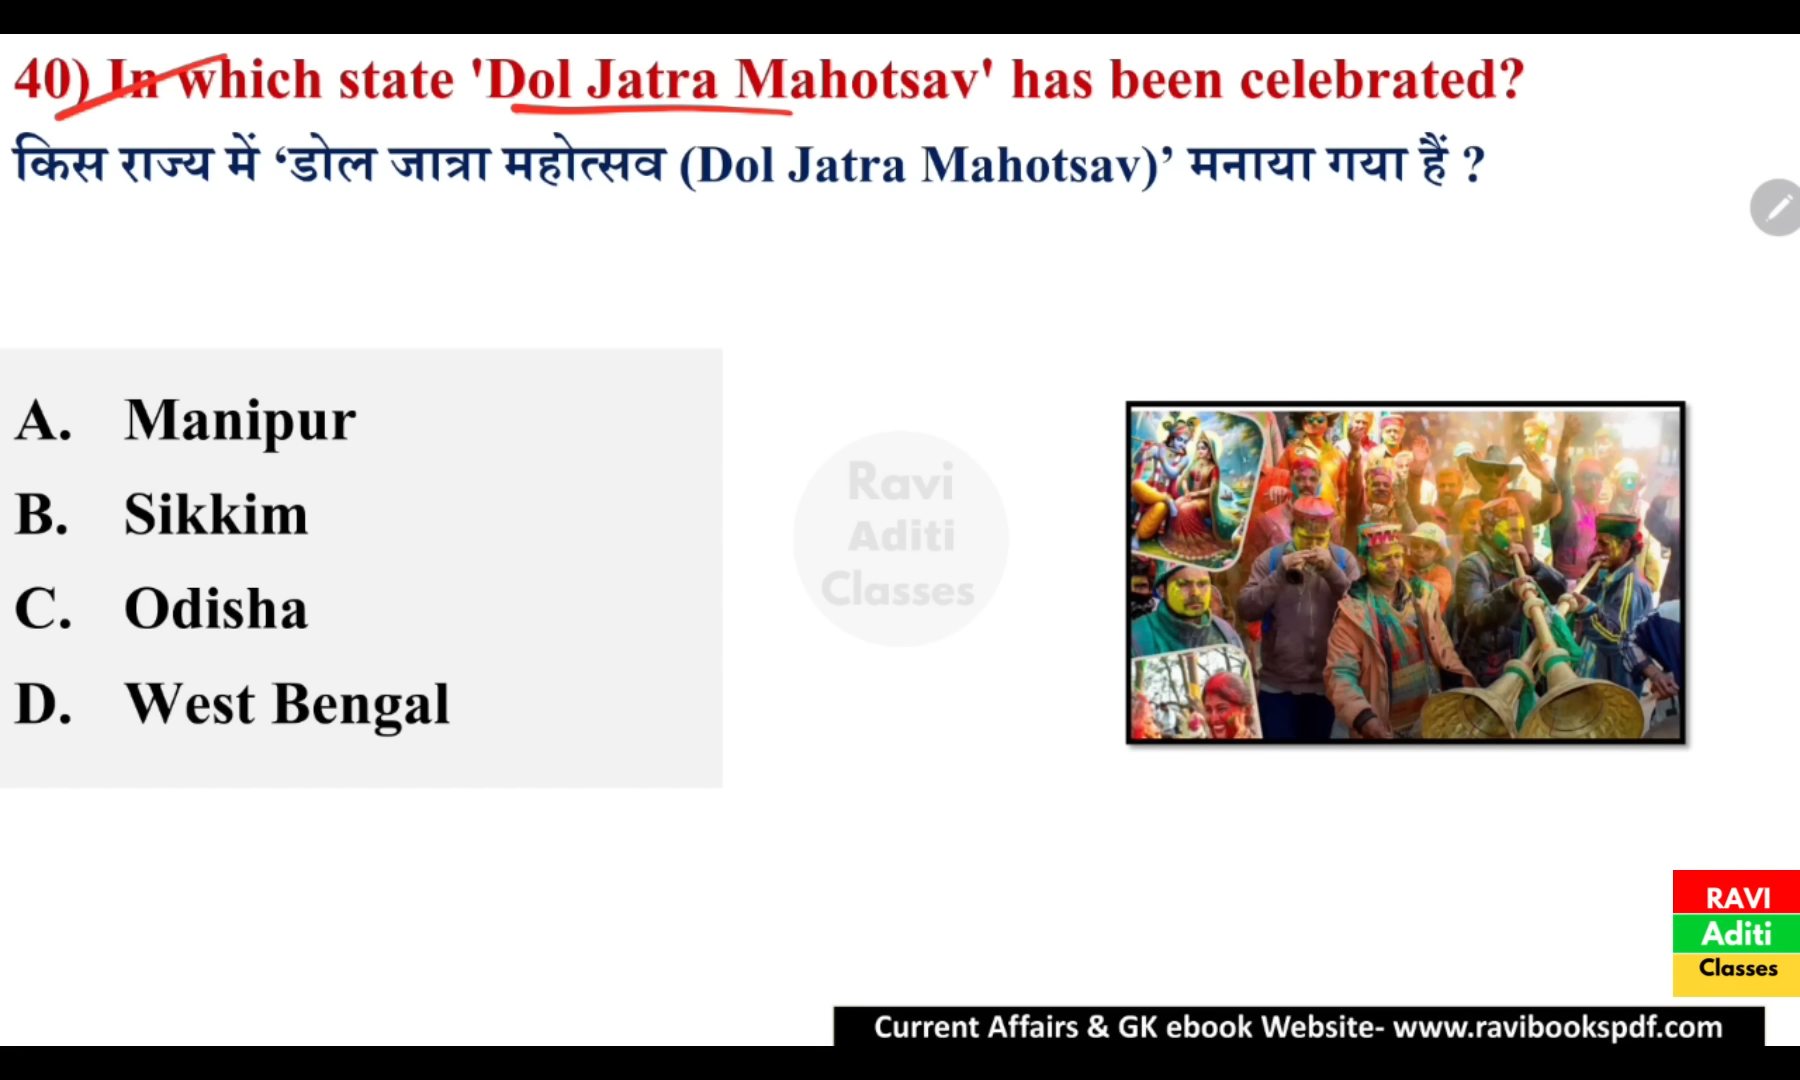 40) In which state 'Dol Jatra Mahotsav' has been celebrated?
किस राज्य में ‘डोल जात्रा महोत्सव (Dol Jatra Mahotsav)’ मनाया गया हैं ?
A. Manipur
B. Sikkim
C. Odisha
D. West Bengal
Ravi
Aditi
Classes
RAVI
Aditi
Classes
Current Affairs & GK ebook Website- www.ravibookspdf.com